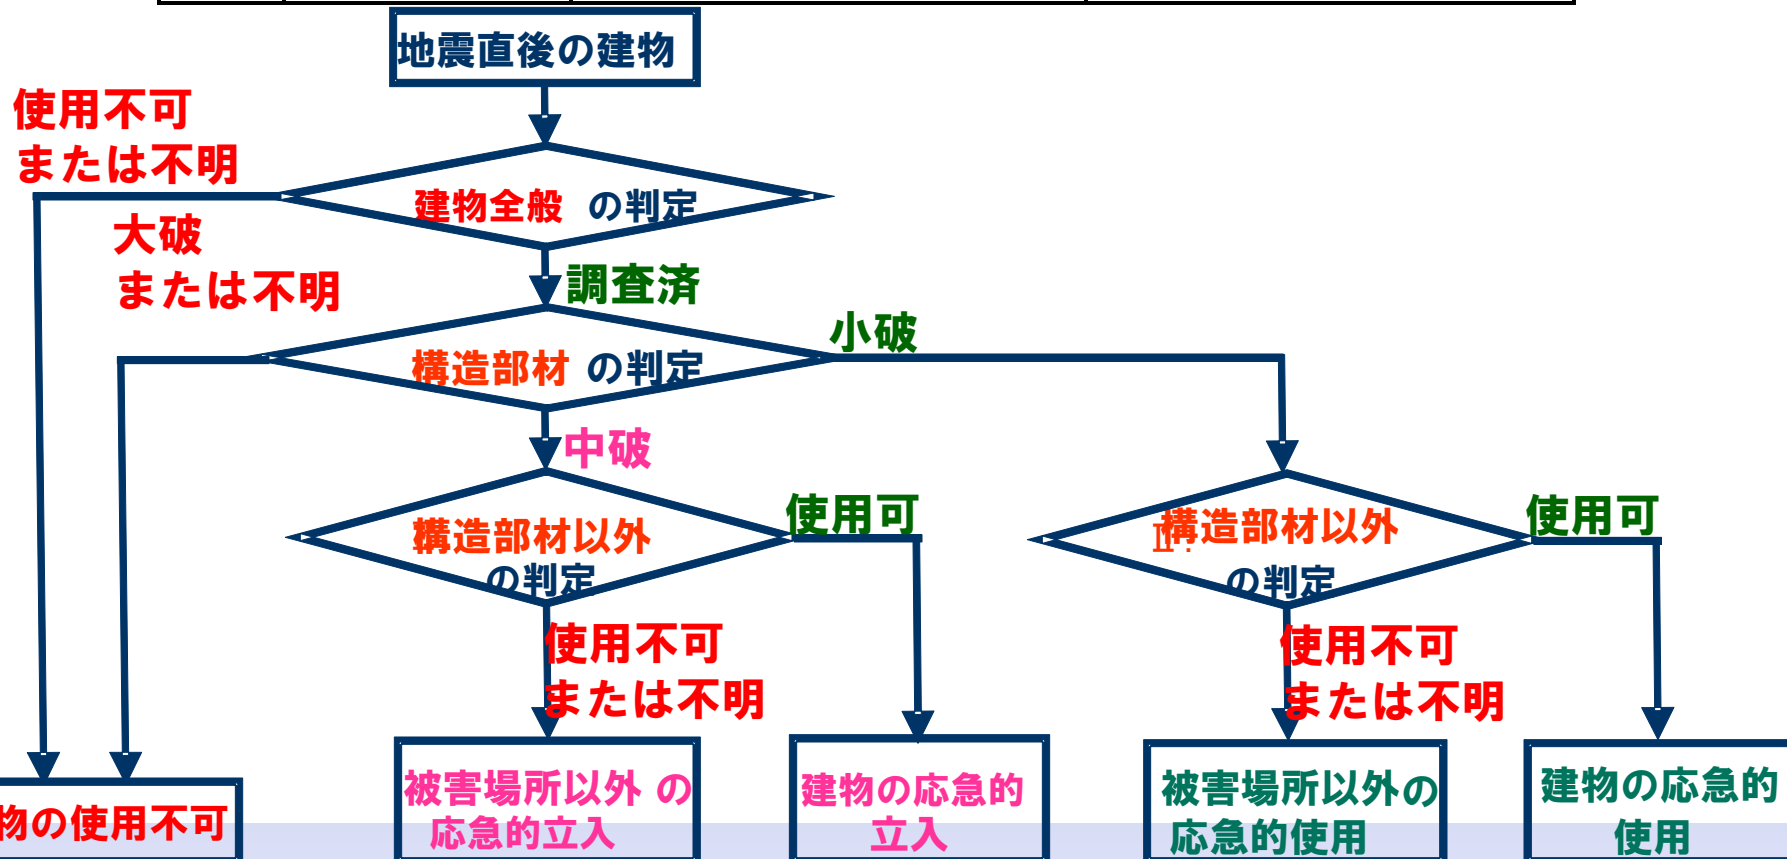 地震直後の建物
使用不可
または不明
建物全般 の判定
大破
または不明
調査済
小破
構造部材 の判定
中破
使用可
使用可
構造部材以外
の判定
構造部材以外
の判定
使用不可
または不明
使用不可
または不明
物の使用不可
被害場所以外 の
応急的立入
建物の応急的
立入
被害場所以外の
応急的使用
建物の応急的
使用